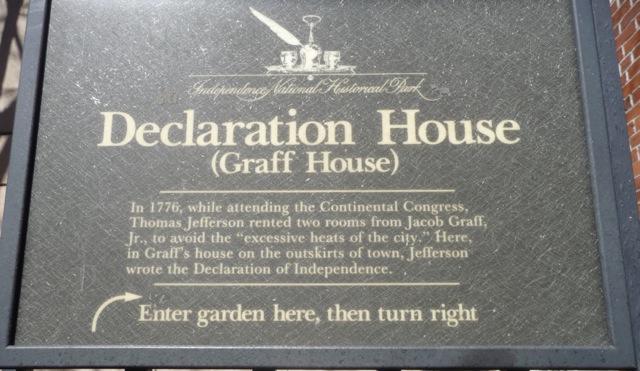 Independence National Historical Park
Declaration House
(Graff House)
In 1776, while attending the Continental Congress,
Thomas Jefferson rented two rooms from Jacob Graff,
Jr., to avoid the “excessive heats of the city.” Here,
in Graff’s house on the outskirts of town, Jefferson
wrote the Declaration of Independence.
Enter garden here, then turn right